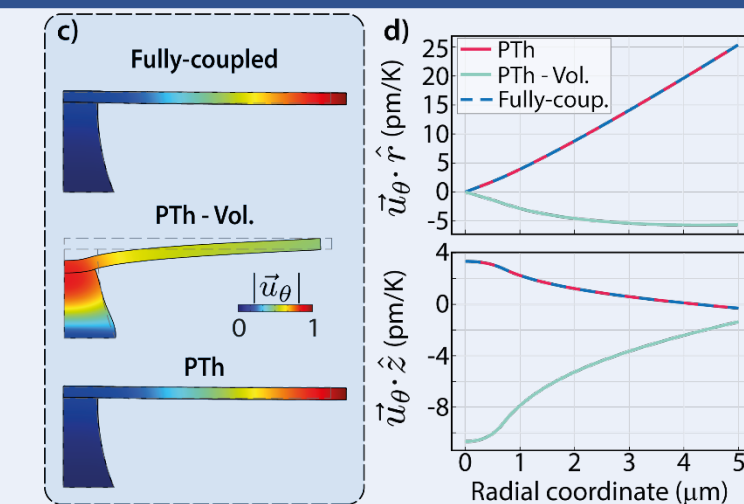 c)
Fully-coupled
PTh - Vol.
|u⃗θ|
0 1
PTh
d)
u⃗θ · r̂ (pm/K)
25
20
15
10
5
0
-5
PTh
PTh - Vol.
Fully-coup.
u⃗θ · ẑ (pm/K)
4
0
-4
-8
0 1 2 3 4 5
Radial coordinate (μm)